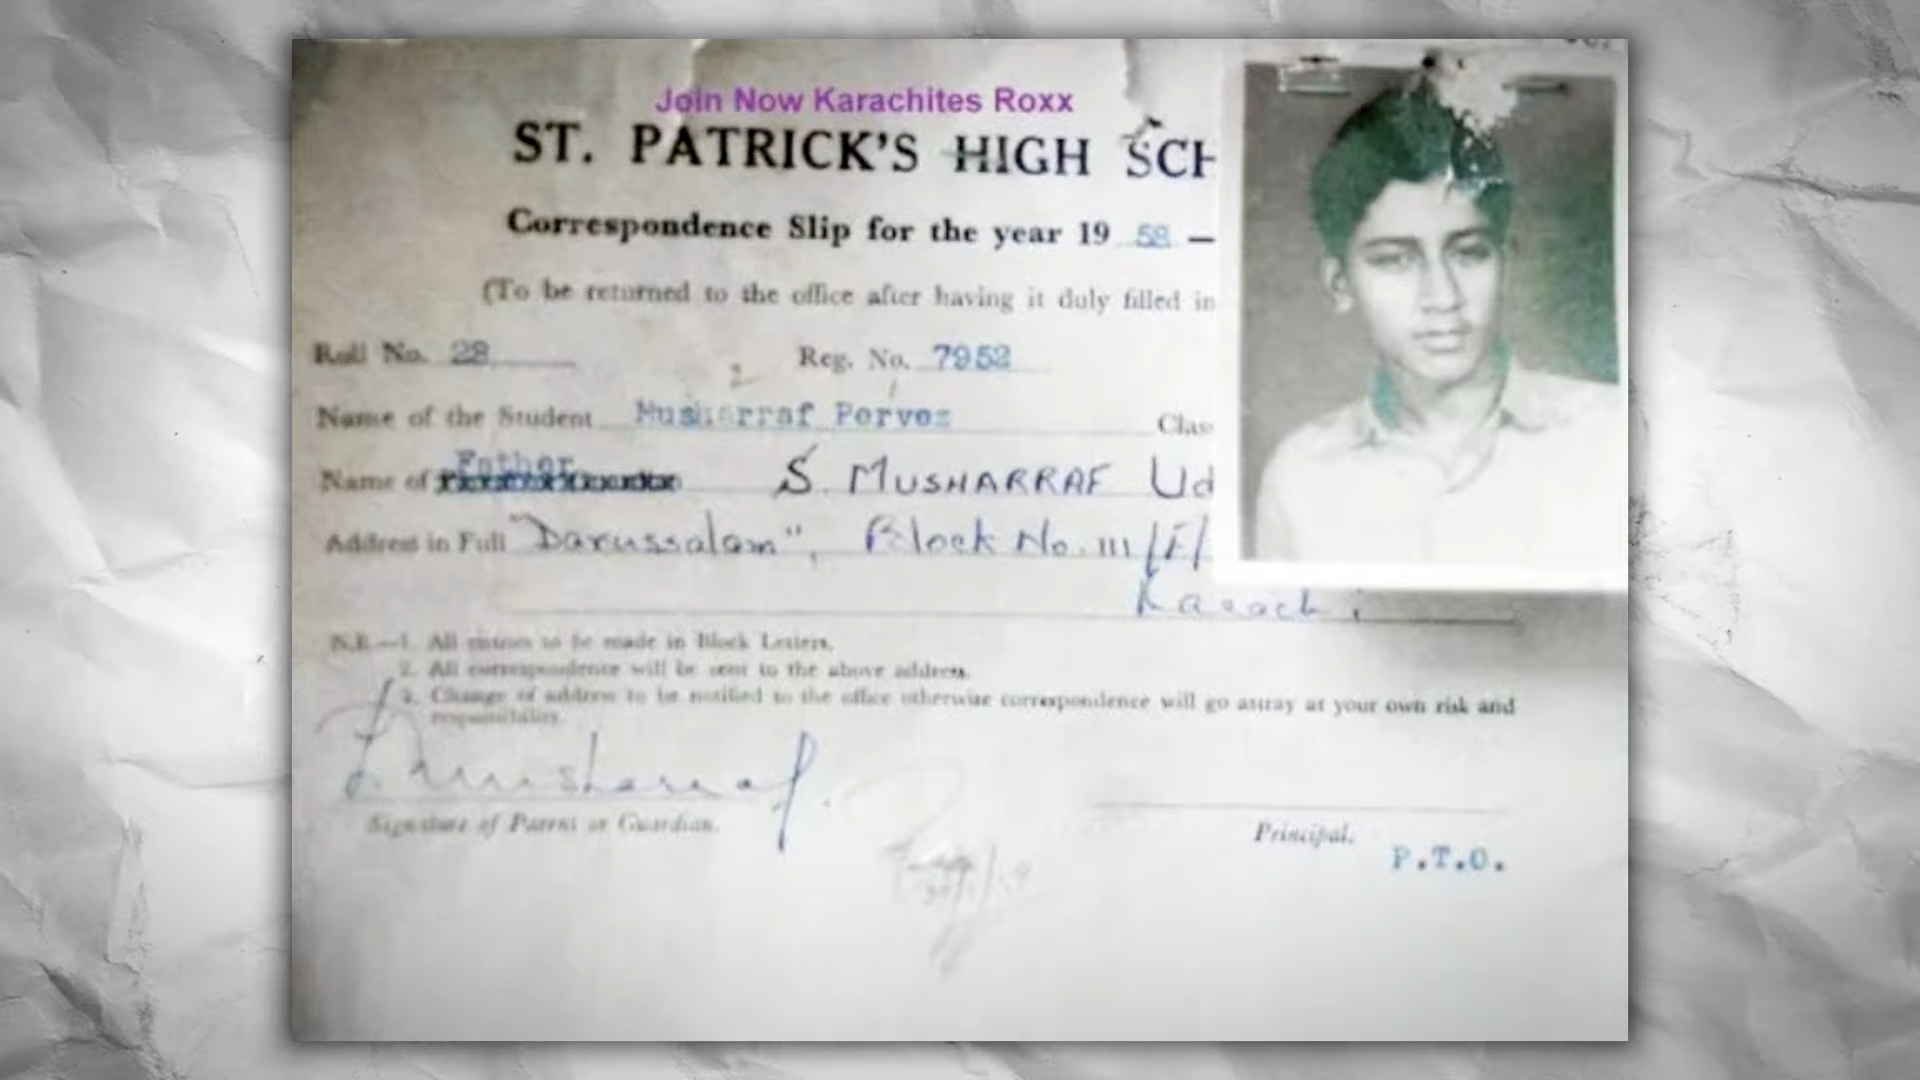 Join Now Karachites Roxx
ST. PATRICK'S HIGH SCH
Correspondence Slip for the year 19 58 —
(To be returned to the office after having it duly filled in
Roll No. 28 Reg. No. 7952
2
Name of the Student Musharraf Pervez Clas
Name of Father S. MUSHARRAF Ud
Address in Full "Darussalam", Block No. III/F/
Karachi
N.B.—1. All entries to be made in Block Letters.
2. All correspondence will be sent to the above address.
3. Change of address to be notified to the office otherwise correspondence will go astray at your own risk and
responsibility.
Musharraf.
Signature of Parent or Guardian.
Principal.
P.T.O.